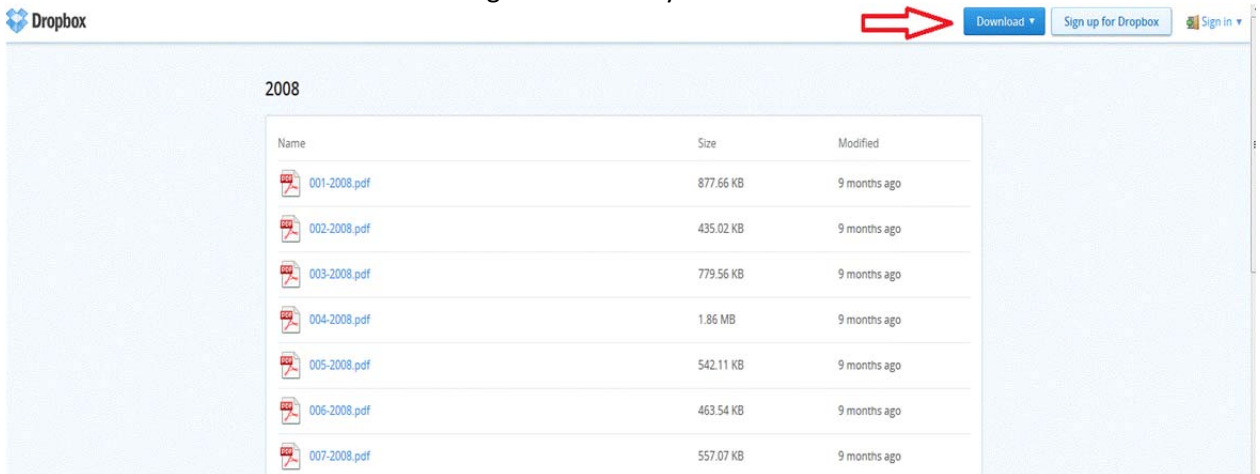 Dropbox Download Sign up for Dropbox Sign in
2008
Name Size Modified
001-2008.pdf 877.66 KB 9 months ago
002-2008.pdf 435.02 KB 9 months ago
003-2008.pdf 779.56 KB 9 months ago
004-2008.pdf 1.86 MB 9 months ago
005-2008.pdf 542.11 KB 9 months ago
006-2008.pdf 463.54 KB 9 months ago
007-2008.pdf 557.07 KB 9 months ago